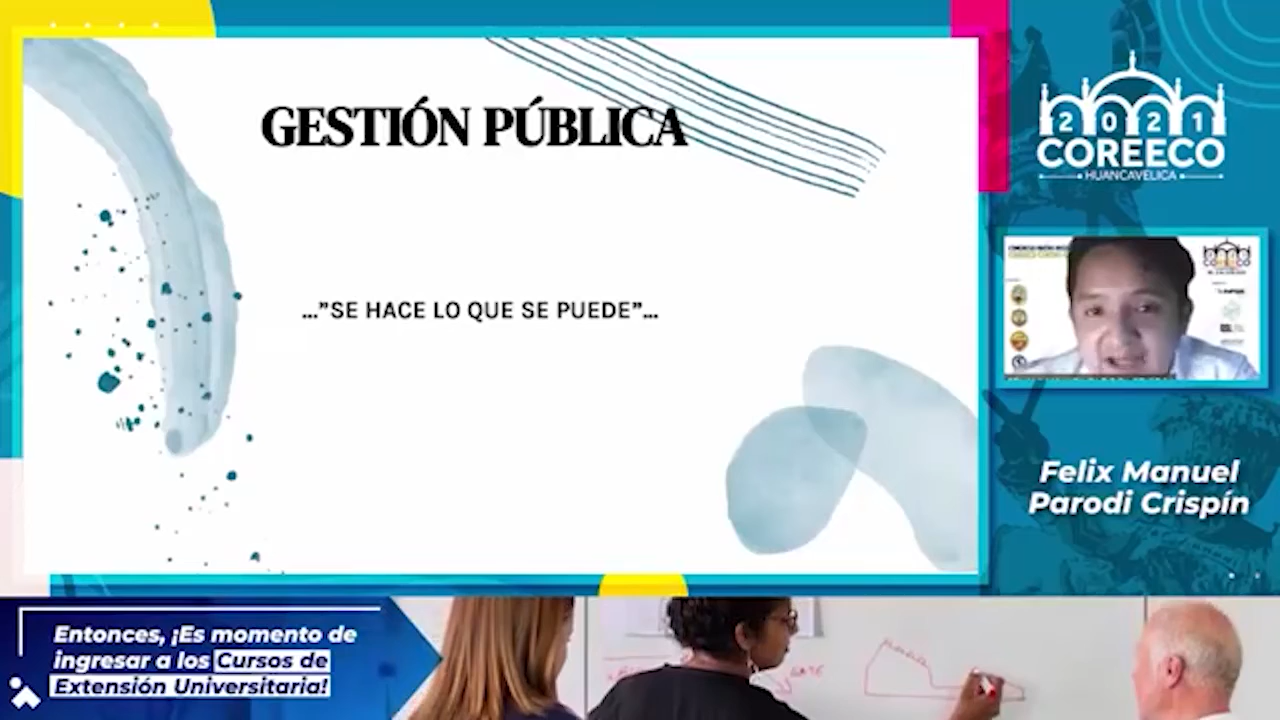 GESTIÓN PÚBLICA
..."SE HACE LO QUE SE PUEDE"...
2021
COREECO
HUANCAVELICA
Felix Manuel
Parodi Crispín
Entonces, ¡Es momento de
ingresar a los Cursos de
Extensión Universitaria!